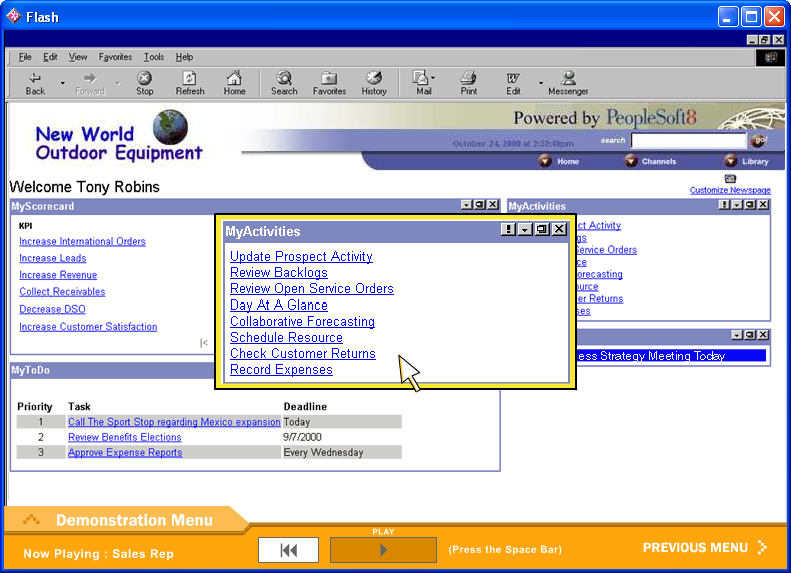 Flash
File Edit View Favorites Tools Help
Back Forward Stop Refresh Home Search Favorites History Mail Print Edit Messenger
New World
Outdoor Equipment
Powered by PeopleSoft8
October 24, 2000 at 2:32:40pm search go!
Home Channels Library
Welcome Tony Robins
Customize Newspage
MyScorecard
KPI
Increase International Orders
Increase Leads
Increase Revenue
Collect Receivables
Decrease DSO
Increase Customer Satisfaction
MyActivities
Update Prospect Activity
Review Backlogs
Review Open Service Orders
Day At A Glance
Collaborative Forecasting
Schedule Resource
Check Customer Returns
Record Expenses
MyActivities
ct Activity
gs
Service Orders
ce
orecasting
ource
er Returns
ses
ess Strategy Meeting Today
MyToDo
Priority Task Deadline
1 Call The Sport Stop regarding Mexico expansion Today
2 Review Benefits Elections 9/7/2000
3 Approve Expense Reports Every Wednesday
Demonstration Menu
Now Playing : Sales Rep
PLAY
(Press the Space Bar)
PREVIOUS MENU